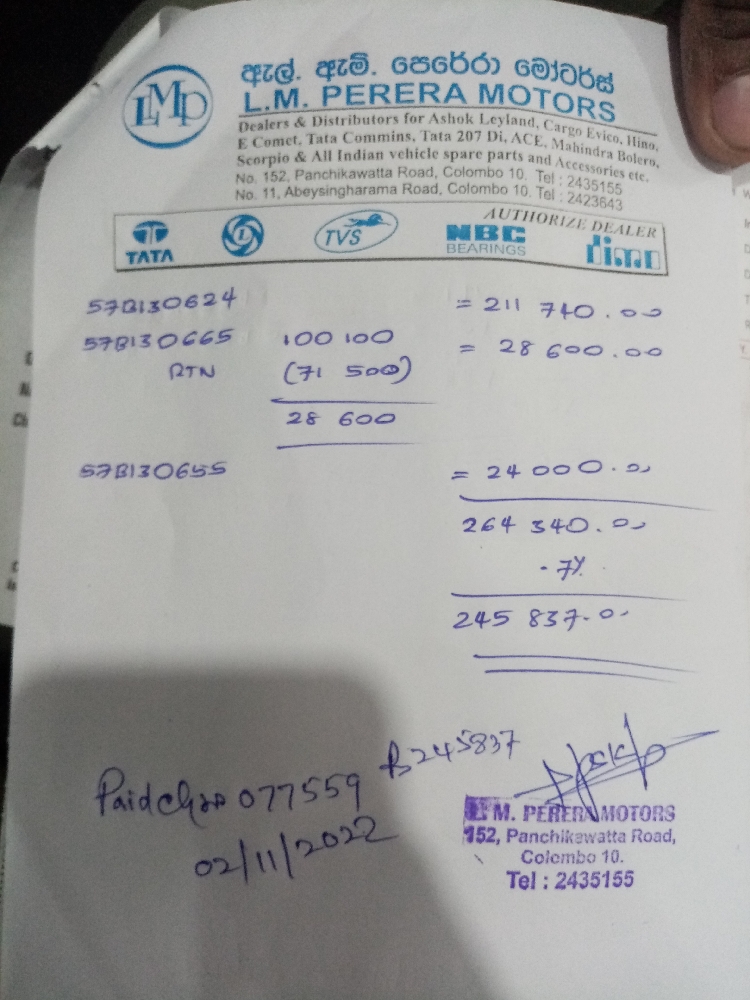 LMP
ඇල්. ඇම්. පෙරේරා මෝටර්ස්
L.M. PERERA MOTORS
Dealers & Distributors for Ashok Leyland, Cargo Evico, Hino,
E Comet, Tata Commins, Tata 207 Di, ACE, Mahindra Bolero,
Scorpio & All Indian vehicle spare parts and Accessories etc.
No. 152, Panchikawatta Road, Colombo 10. Tel : 2435155
No. 11, Abeysingharama Road, Colombo 10. Tel : 2423643
AUTHORIZE DEALER
TATA L TVS NBC BEARINGS dimo
57B130624 = 211 740.00
57B130665 100 100 = 28 600.00
RTN (71 500)
28 600
57B130655 = 24 000.00
264 340.00
- 7%
245 837.00
Paid 077559 245837
02/11/2022
L.M. PERERA MOTORS
152, Panchikawatta Road,
Colombo 10.
Tel : 2435155